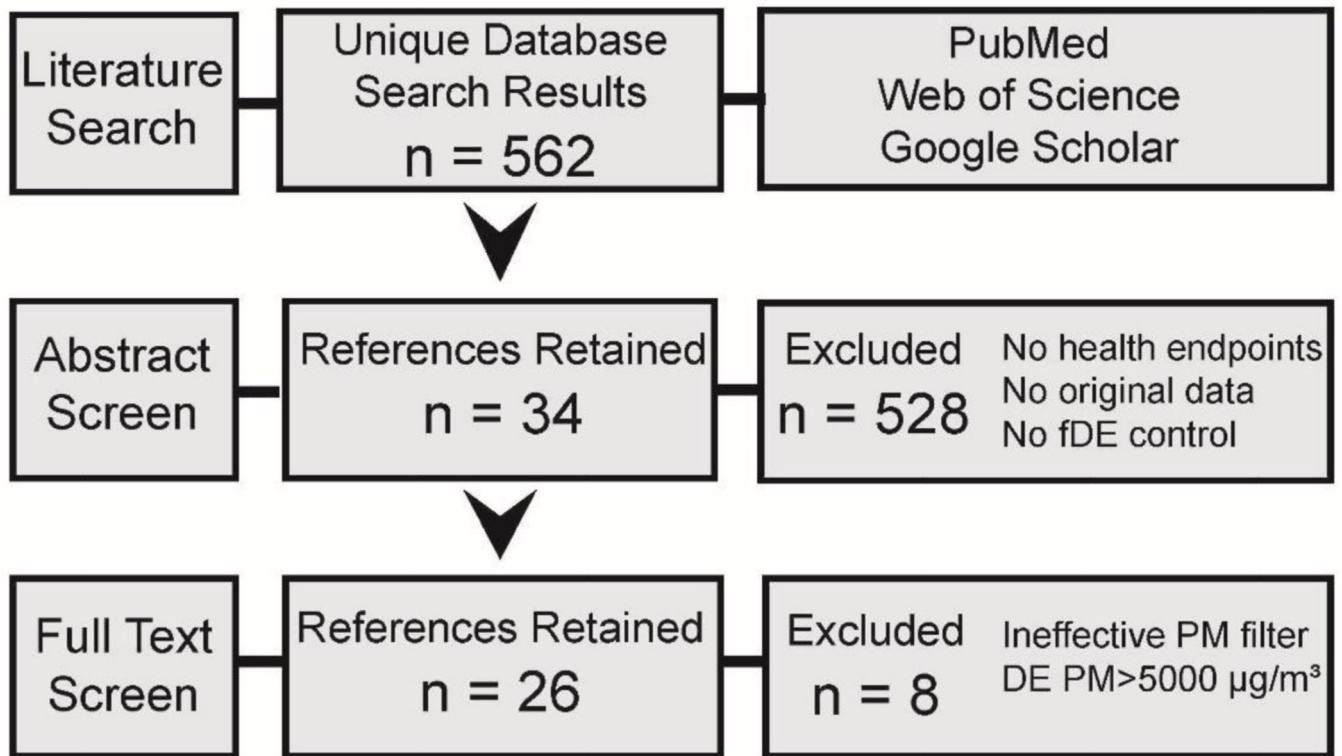 Literature
Search
Unique Database
Search Results
n = 562
PubMed
Web of Science
Google Scholar
Abstract
Screen
References Retained
n = 34
Excluded
n = 528
No health endpoints
No original data
No fDE control
Full Text
Screen
References Retained
n = 26
Excluded
n = 8
Ineffective PM filter
DE PM>5000 µg/m³